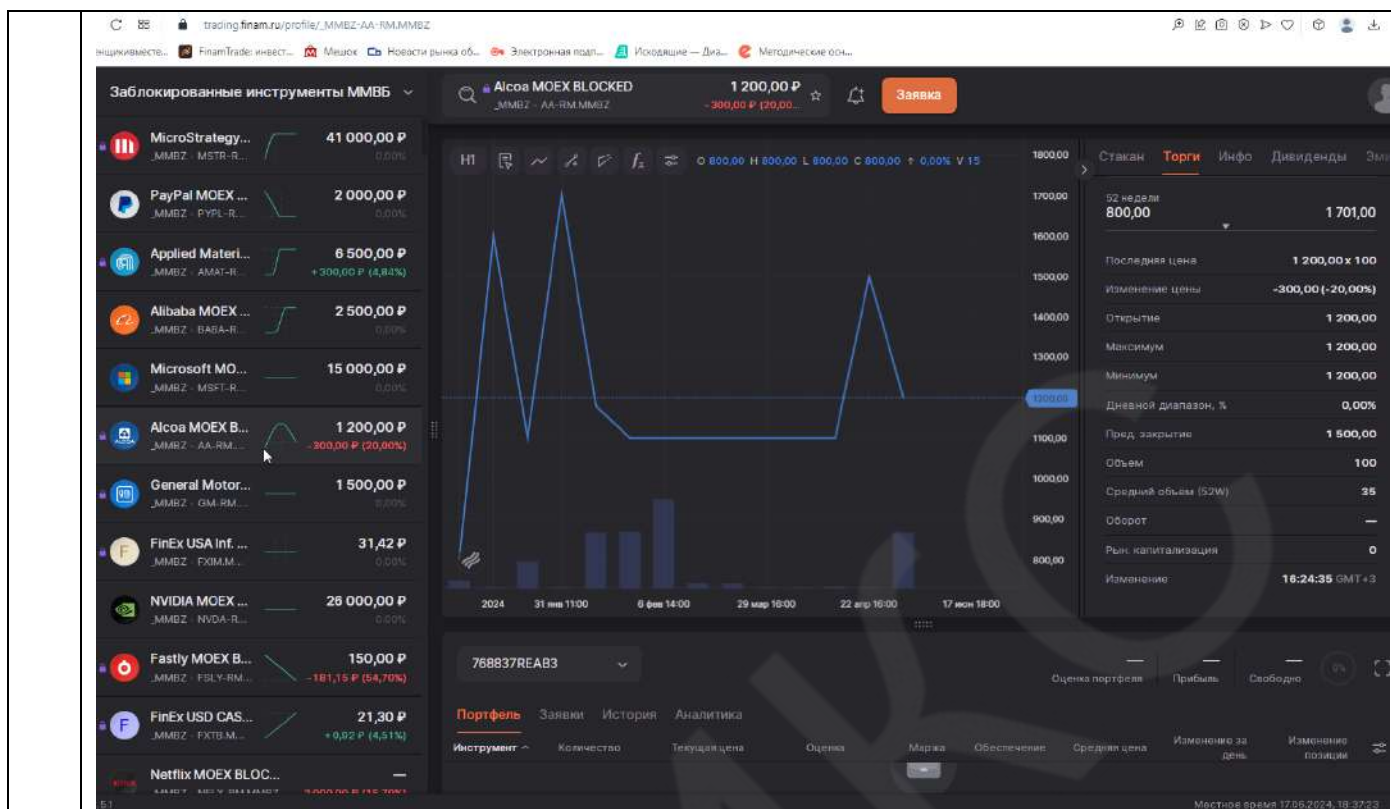 trading.finam.ru/profile/_MMBZ-AA-RM.MMBZ
енщикивместе... FinamTrade: инвест... Мешок Новости рынка об... Электронная подп... Исходящие — Диа... Методические осн...
Заблокированные инструменты ММВБ
Alcoa MOEX BLOCKED 1 200,00 ₽
_MMBZ - AA-RM.MMBZ -300,00 ₽ (20,00...
Заявка
MicroStrategy... 41 000,00 ₽
_MMBZ - MSTR-R... 0,00%
PayPal MOEX ... 2 000,00 ₽
_MMBZ - PYPL-R... 0,00%
Applied Materi... 6 500,00 ₽
_MMBZ - AMAT-R... +300,00 ₽ (4,84%)
Alibaba MOEX ... 2 500,00 ₽
_MMBZ - BABA-R... 0,00%
Microsoft MO... 15 000,00 ₽
_MMBZ - MSFT-R... 0,00%
Alcoa MOEX B... 1 200,00 ₽
_MMBZ - AA-RM.... -300,00 ₽ (20,00%)
General Motor... 1 500,00 ₽
_MMBZ - GM-RM.... 0,00%
FinEx USA Inf. ... 31,42 ₽
_MMBZ - FXIM.M... 0,00%
NVIDIA MOEX ... 26 000,00 ₽
_MMBZ - NVDA-R... 0,00%
Fastly MOEX B... 150,00 ₽
_MMBZ - FSLY-RM... -181,15 ₽ (54,70%)
FinEx USD CAS... 21,30 ₽
_MMBZ - FXTB.M... +0,92 ₽ (4,51%)
Netflix MOEX BLOC... —
H1 O 800,00 H 800,00 L 800,00 C 800,00 ↑ 0,00% V 15
1800,00
1700,00
1600,00
1500,00
1400,00
1300,00
1200,00
1100,00
1000,00
900,00
800,00
2024 31 янв 11:00 6 фев 14:00 29 мар 16:00 22 апр 16:00 17 июн 18:00
Стакан Торги Инфо Дивиденды Эми
52 недели
800,00 1 701,00
Последняя цена 1 200,00 x 100
Изменение цены -300,00 (-20,00%)
Открытие 1 200,00
Максимум 1 200,00
Минимум 1 200,00
Дневной диапазон, % 0,00%
Пред. закрытие 1 500,00
Объем 100
Средний объем (52W) 35
Оборот —
Рын. капитализация 0
Изменение 16:24:35 GMT+3
768837REAB3
Оценка портфеля Прибыль Свободно 0%
Портфель Заявки История Аналитика
Инструмент Количество Текущая цена Оценка Маржа Обеспечение Средняя цена Изменение за день Изменение позиции
5.1 Местное время 17.06.2024, 18:37:23